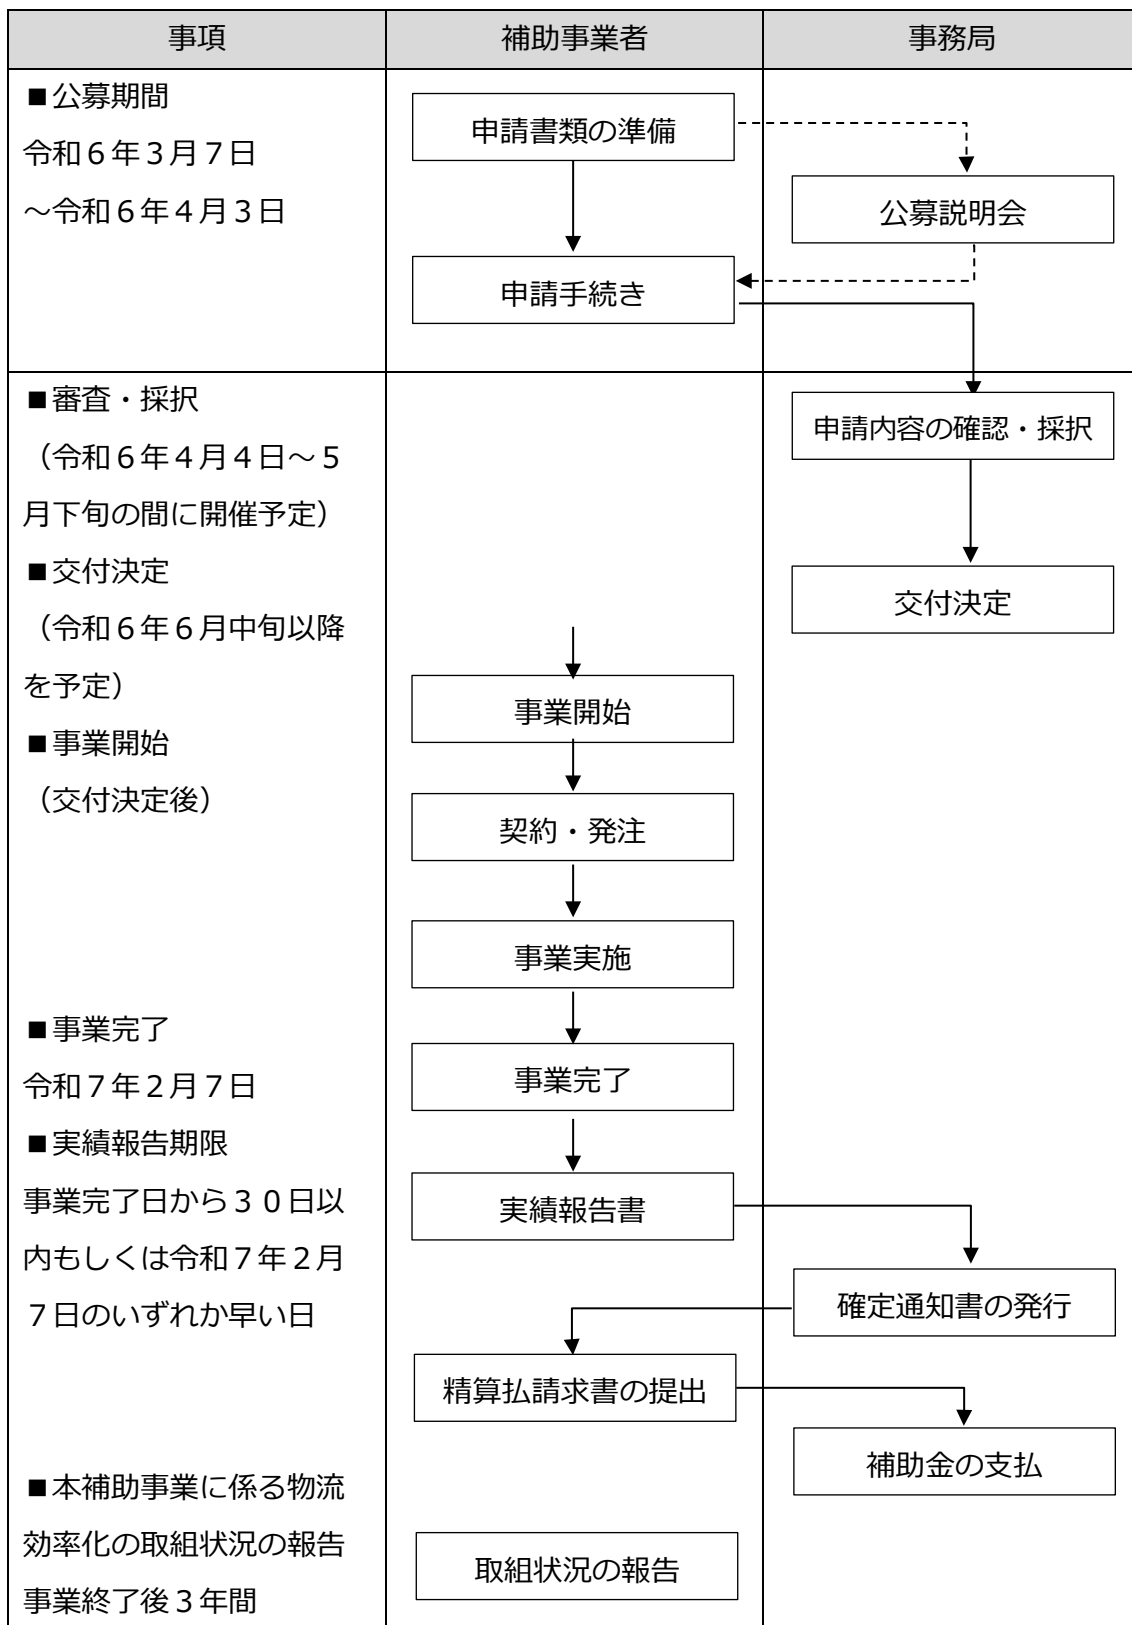 事項
補助事業者
事務局
■公募期間
令和６年３月７日
～令和６年４月３日
申請書類の準備
公募説明会
申請手続き
■審査・採択
（令和６年４月４日～５
月下旬の間に開催予定）
■交付決定
（令和６年６月中旬以降
を予定）
■事業開始
（交付決定後）
申請内容の確認・採択
交付決定
事業開始
契約・発注
事業実施
■事業完了
令和７年２月７日
■実績報告期限
事業完了日から３０日以
内もしくは令和７年２月
７日のいずれか早い日
事業完了
実績報告書
確定通知書の発行
精算払請求書の提出
補助金の支払
■本補助事業に係る物流
効率化の取組状況の報告
事業終了後３年間
取組状況の報告